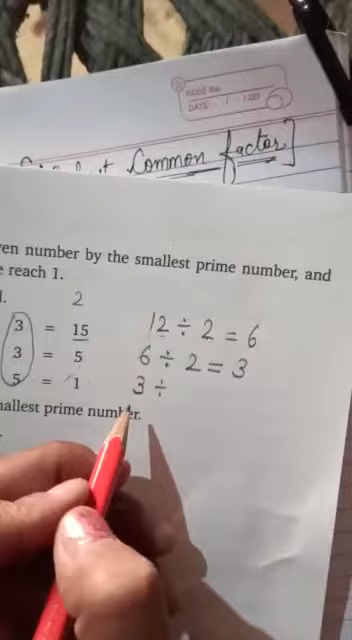 PAGE No.
DATE
Common factor]
en number by the smallest prime number, and
reach 1.
2
3 = 15 12 ÷ 2 = 6
3 = 5 6 ÷ 2 = 3
5 = 1 3 ÷
mallest prime number.